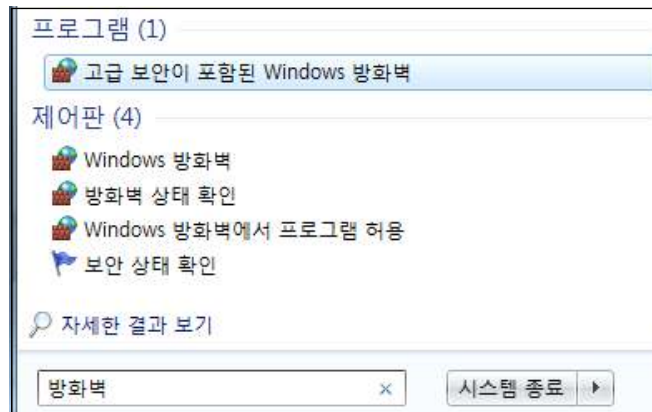 프로그램 (1)
고급 보안이 포함된 Windows 방화벽
제어판 (4)
Windows 방화벽
방화벽 상태 확인
Windows 방화벽에서 프로그램 허용
보안 상태 확인
자세한 결과 보기
방화벽
시스템 종료